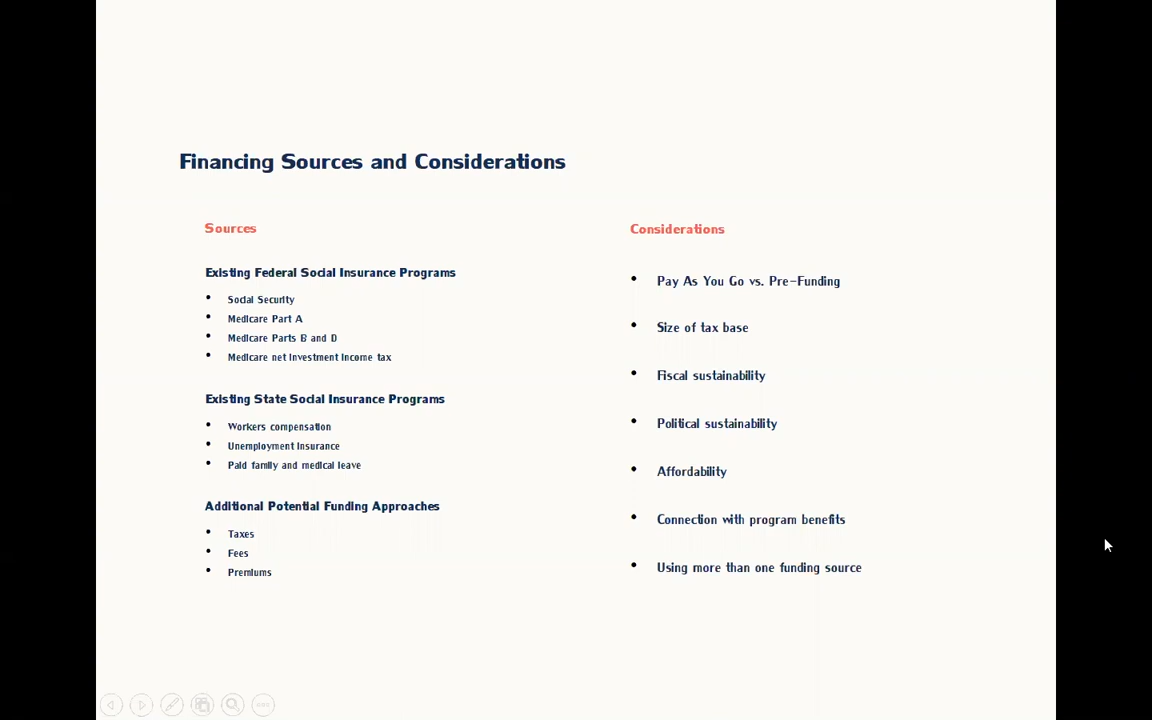 Financing Sources and Considerations
Sources
Existing Federal Social Insurance Programs
• Social Security
• Medicare Part A
• Medicare Parts B and D
• Medicare net investment income tax
Existing State Social Insurance Programs
• Workers compensation
• Unemployment insurance
• Paid family and medical leave
Additional Potential Funding Approaches
• Taxes
• Fees
• Premiums
Considerations
• Pay As You Go vs. Pre-Funding
• Size of tax base
• Fiscal sustainability
• Political sustainability
• Affordability
• Connection with program benefits
• Using more than one funding source